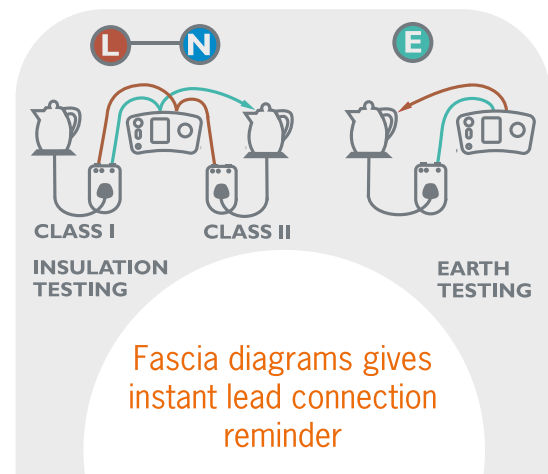 L N E
CLASS I CLASS II
INSULATION
TESTING
EARTH
TESTING
Fascia diagrams gives
instant lead connection
reminder